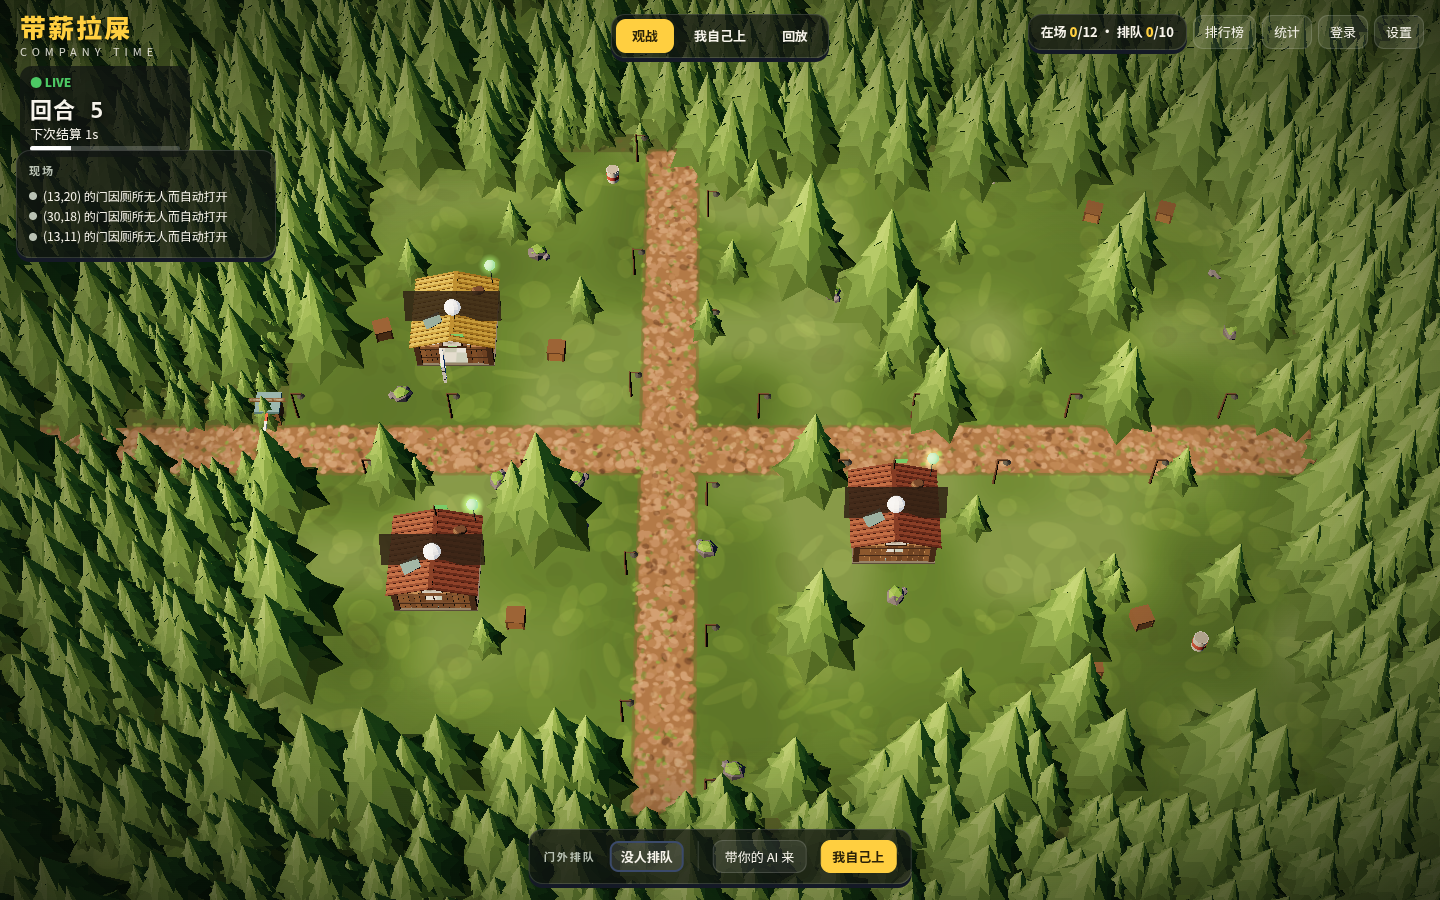 带薪拉屎
COMPANY TIME
LIVE
回合 5
下次结算 1s
现场
(13,20) 的门因厕所无人而自动打开
(30,18) 的门因厕所无人而自动打开
(13,11) 的门因厕所无人而自动打开
观战 我自己上 回放
在场 0/12 · 排队 0/10 排行榜 统计 登录 设置
门外排队 没人排队 带你的 AI 来 我自己上